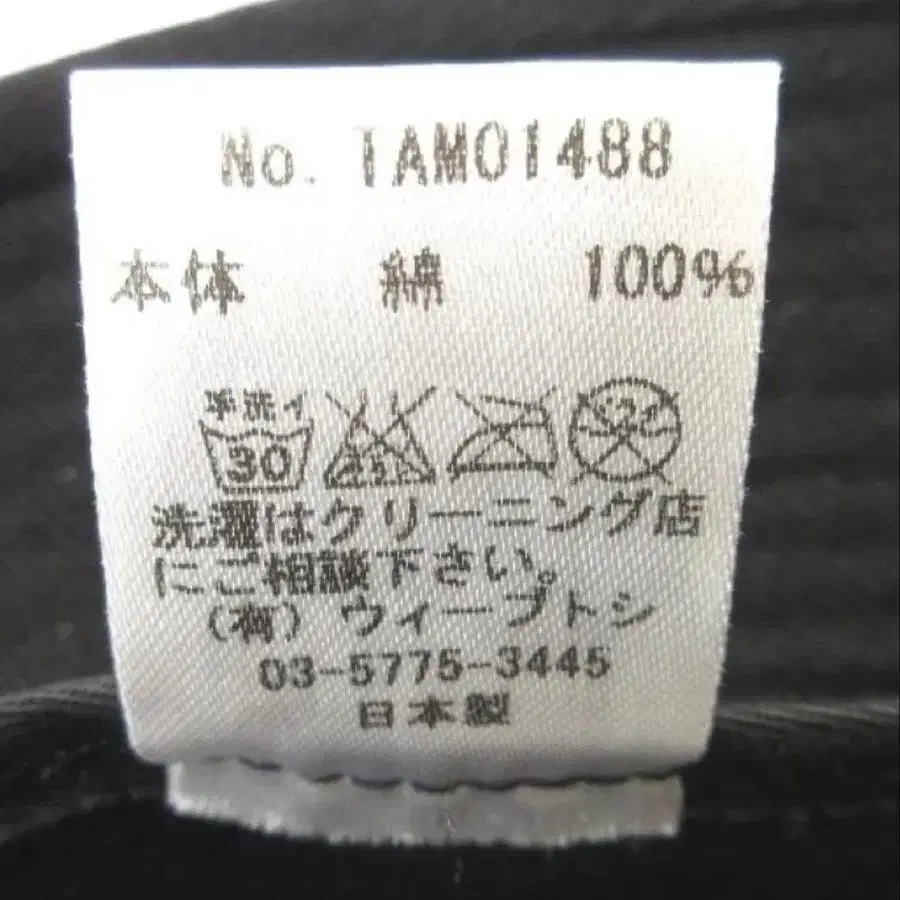 No. TAM01488
本体 綿 100%
手洗イ
30
洗濯はクリーニング店
にご相談下さい。
(有) ウィープトシ
03-5775-3445
日本製